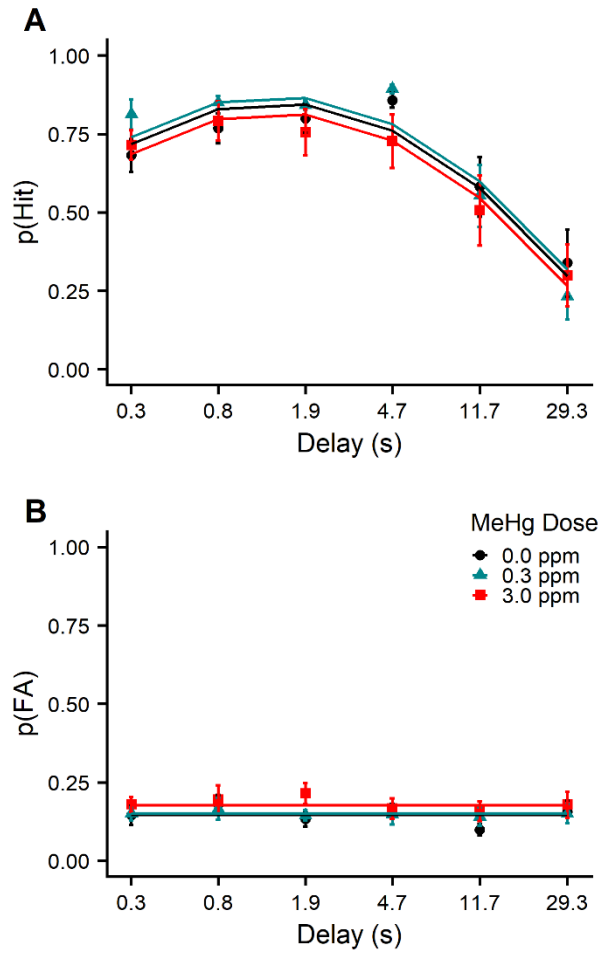 A
1.00
0.75
0.50
0.25
0.00
p(Hit)
0.3 0.8 1.9 4.7 11.7 29.3
Delay (s)
B
MeHg Dose
0.0 ppm
0.3 ppm
3.0 ppm
1.00
0.75
0.50
0.25
0.00
p(FA)
0.3 0.8 1.9 4.7 11.7 29.3
Delay (s)